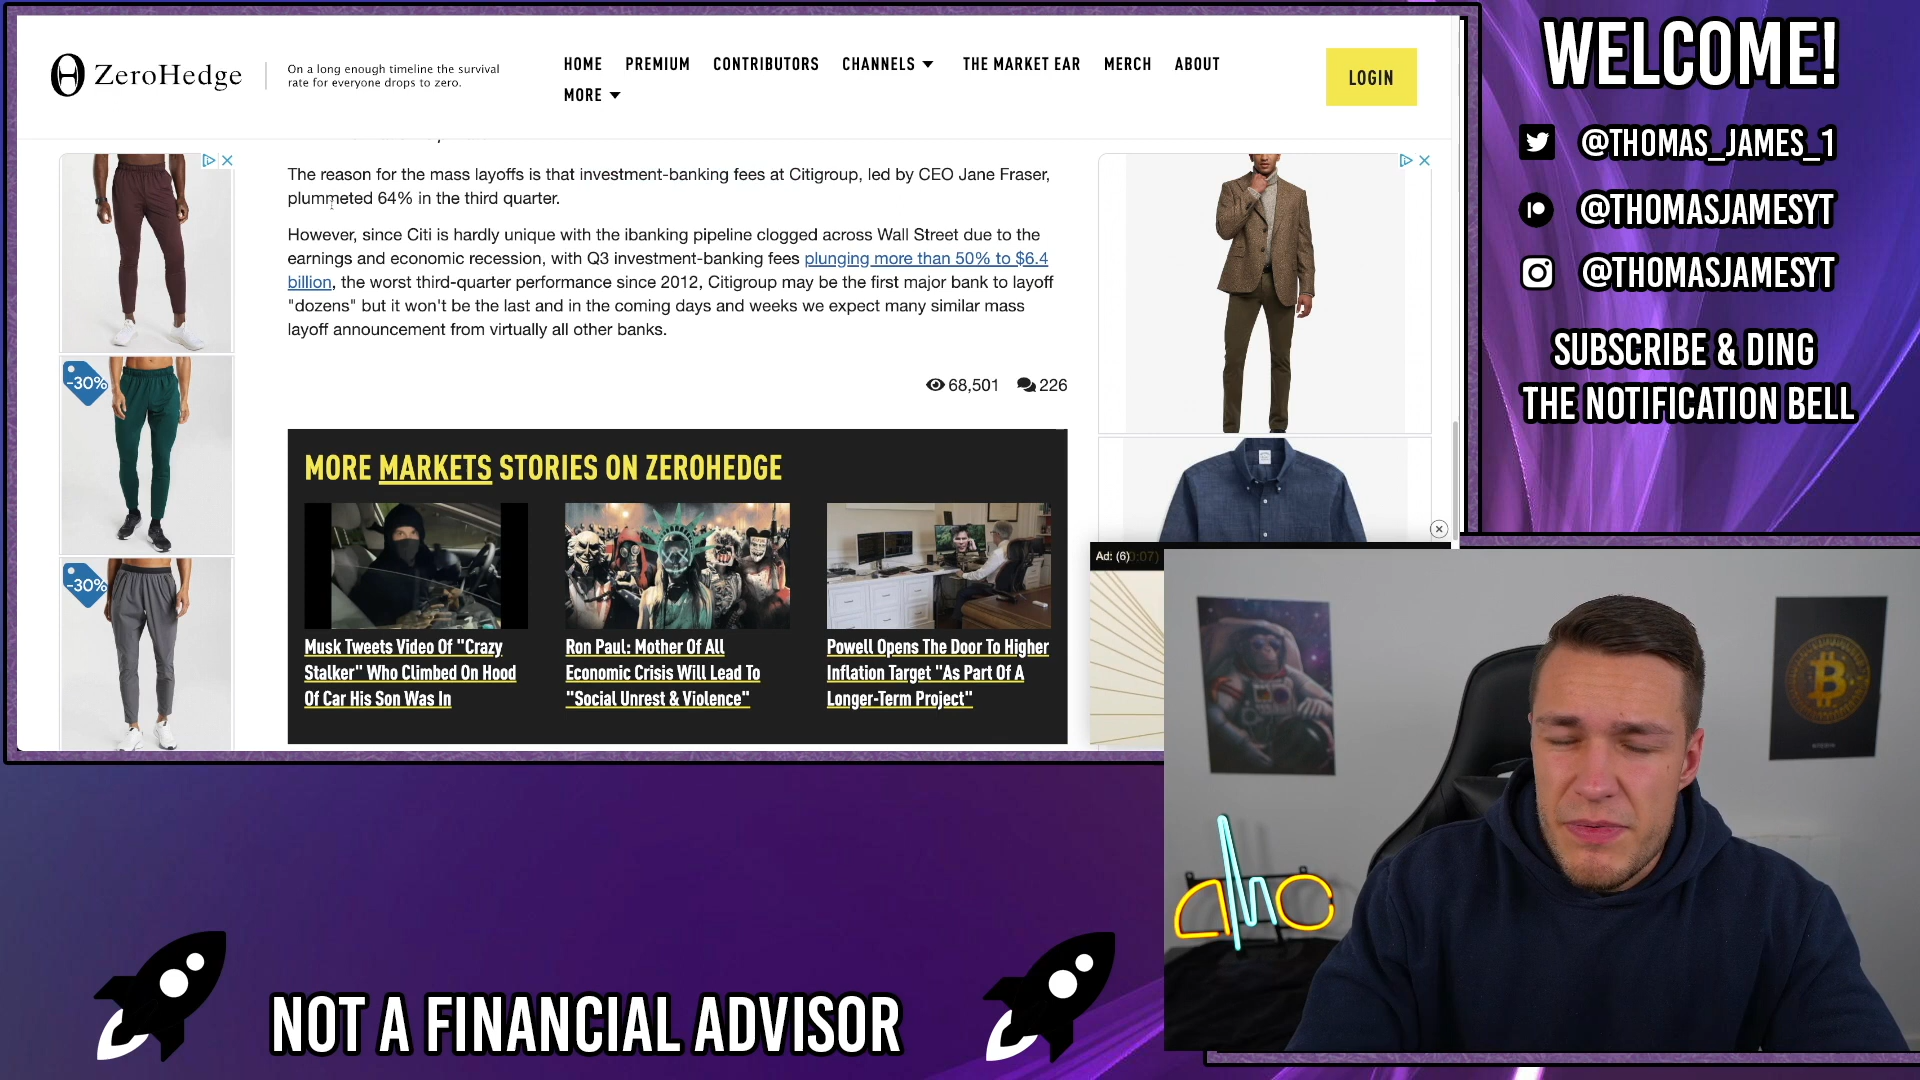 ZeroHedge
On a long enough timeline the survival
rate for everyone drops to zero.
HOME PREMIUM CONTRIBUTORS CHANNELS THE MARKET EAR MERCH ABOUT
MORE
LOGIN
The reason for the mass layoffs is that investment-banking fees at Citigroup, led by CEO Jane Fraser,
plummeted 64% in the third quarter.
However, since Citi is hardly unique with the ibanking pipeline clogged across Wall Street due to the
earnings and economic recession, with Q3 investment-banking fees plunging more than 50% to $6.4
billion, the worst third-quarter performance since 2012, Citigroup may be the first major bank to layoff
"dozens" but it won't be the last and in the coming days and weeks we expect many similar mass
layoff announcement from virtually all other banks.
68,501 226
-30%
-30%
MORE MARKETS STORIES ON ZEROHEDGE
Musk Tweets Video Of "Crazy
Stalker" Who Climbed On Hood
Of Car His Son Was In
Ron Paul: Mother Of All
Economic Crisis Will Lead To
"Social Unrest & Violence"
Powell Opens The Door To Higher
Inflation Target "As Part Of A
Longer-Term Project"
Ad: (6)
WELCOME!
@THOMAS_JAMES_1
@THOMASJAMESYT
@THOMASJAMESYT
SUBSCRIBE & DING
THE NOTIFICATION BELL
NOT A FINANCIAL ADVISOR